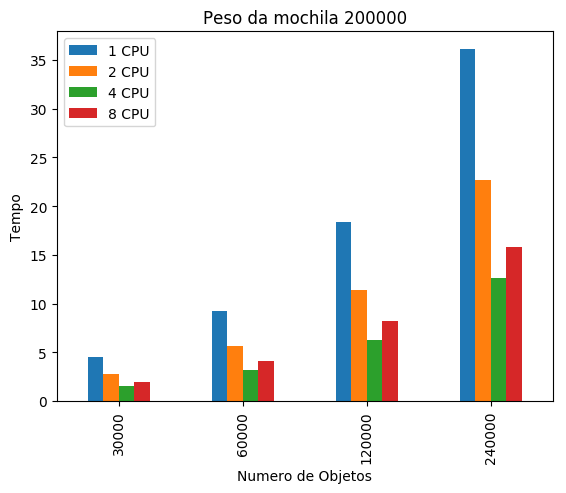 Peso da mochila 200000
1 CPU
2 CPU
4 CPU
8 CPU
35
30
25
20
15
10
5
0
Tempo
30000
60000
120000
240000
Numero de Objetos